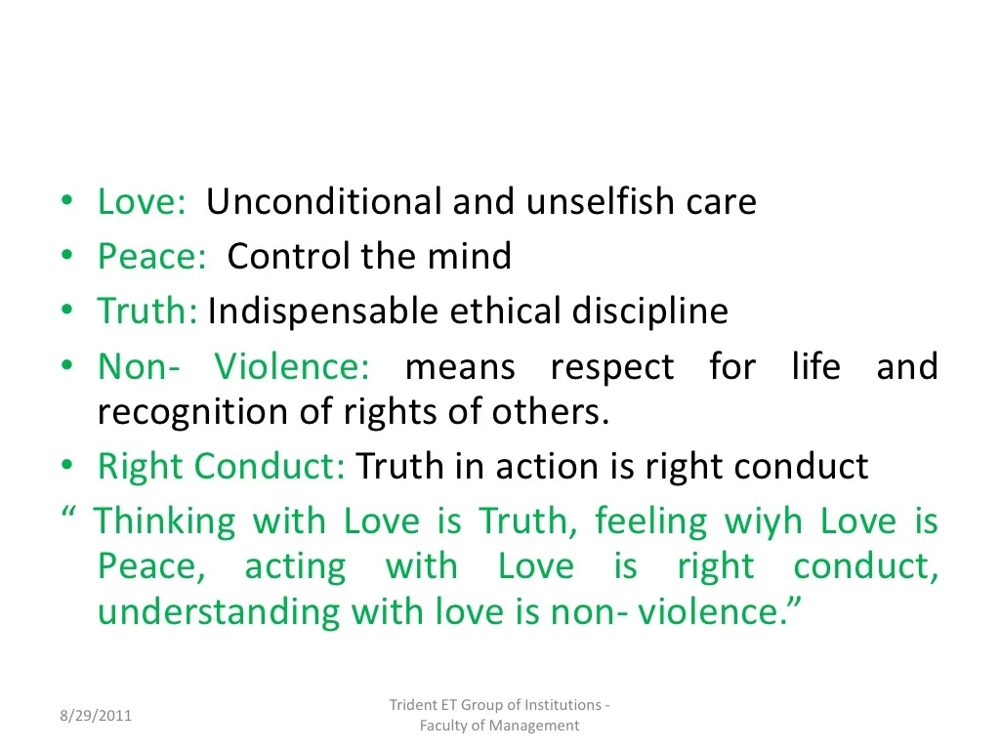 • Love: Unconditional and unselfish care
• Peace: Control the mind
• Truth: Indispensable ethical discipline
• Non- Violence: means respect for life and
recognition of rights of others.
• Right Conduct: Truth in action is right conduct
“ Thinking with Love is Truth, feeling wiyh Love is
Peace, acting with Love is right conduct,
understanding with love is non- violence.”
8/29/2011
Trident ET Group of Institutions -
Faculty of Management